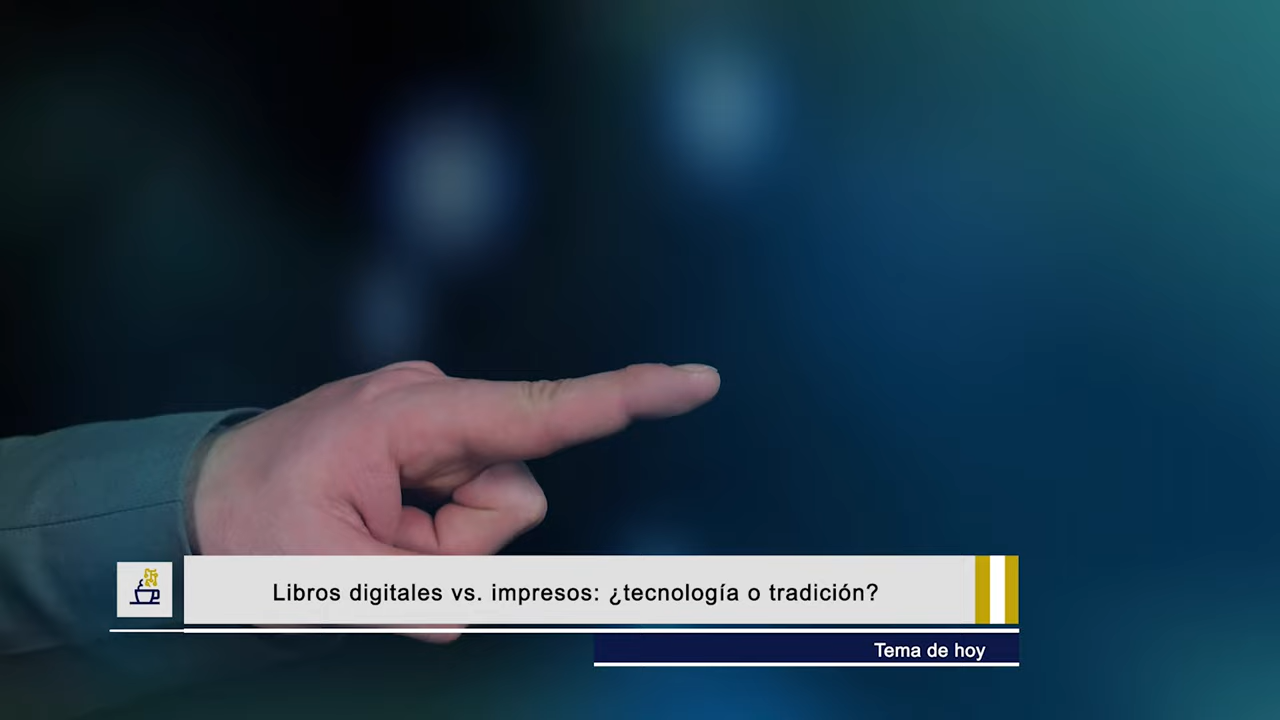 Libros digitales vs. impresos: ¿tecnología o tradición?
Tema de hoy